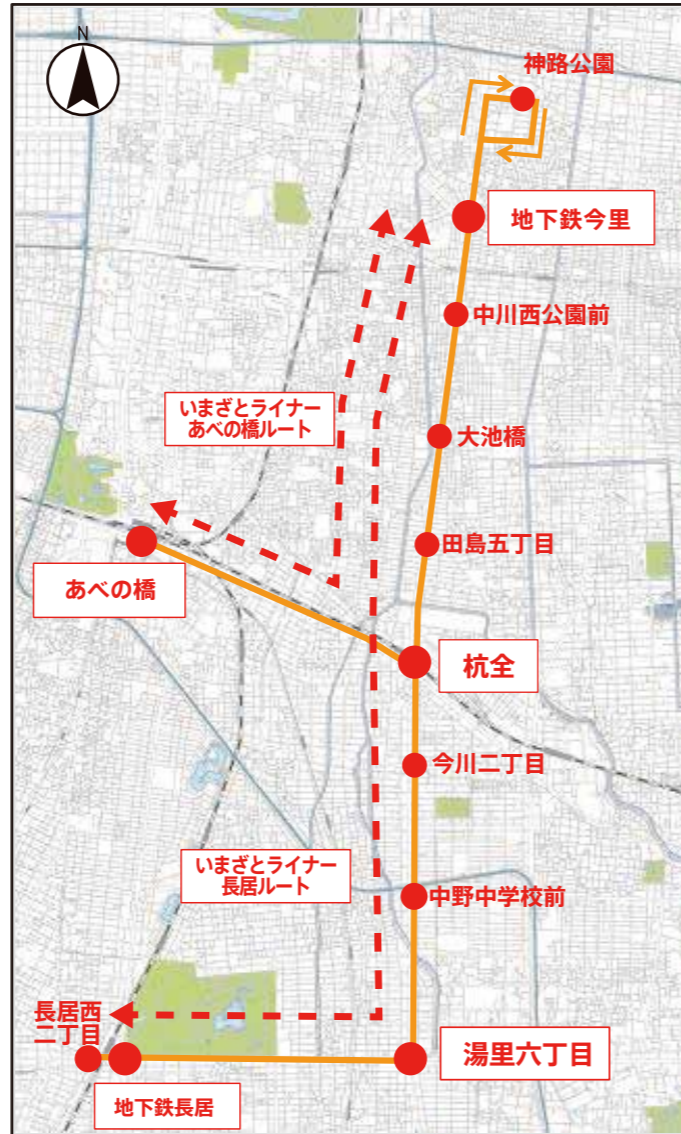 N
神路公園
地下鉄今里
中川西公園前
いまざとライナー
あべの橋ルート
大池橋
田島五丁目
あべの橋
杭全
今川二丁目
いまざとライナー
長居ルート
中野中学校前
長居西
二丁目
湯里六丁目
地下鉄長居